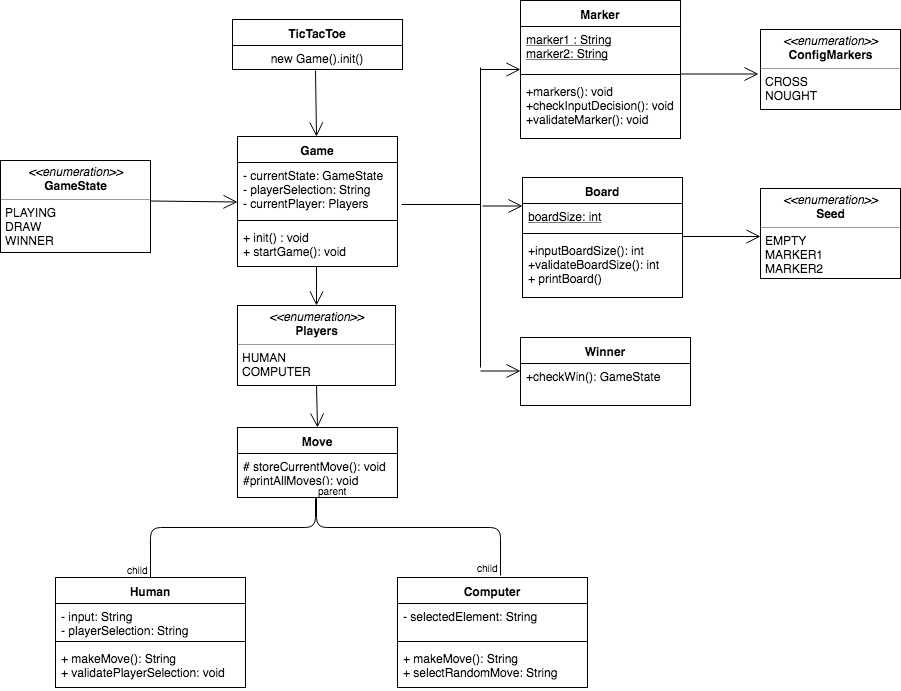 TicTacToe
new Game().init()
Marker
marker1 : String
marker2: String
+markers(): void
+checkInputDecision(): void
+validateMarker(): void
<<enumeration>>
ConfigMarkers
CROSS
NOUGHT
<<enumeration>>
GameState
PLAYING
DRAW
WINNER
Game
- currentState: GameState
- playerSelection: String
- currentPlayer: Players
+ init() : void
+ startGame(): void
Board
boardSize: int
+inputBoardSize(): int
+validateBoardSize(): int
+ printBoard()
<<enumeration>>
Seed
EMPTY
MARKER1
MARKER2
<<enumeration>>
Players
HUMAN
COMPUTER
Winner
+checkWin(): GameState
Move
# storeCurrentMove(): void
#printAllMoves(): void
parent
child
child
Human
- input: String
- playerSelection: String
+ makeMove(): String
+ validatePlayerSelection: void
Computer
- selectedElement: String
+ makeMove(): String
+ selectRandomMove: String